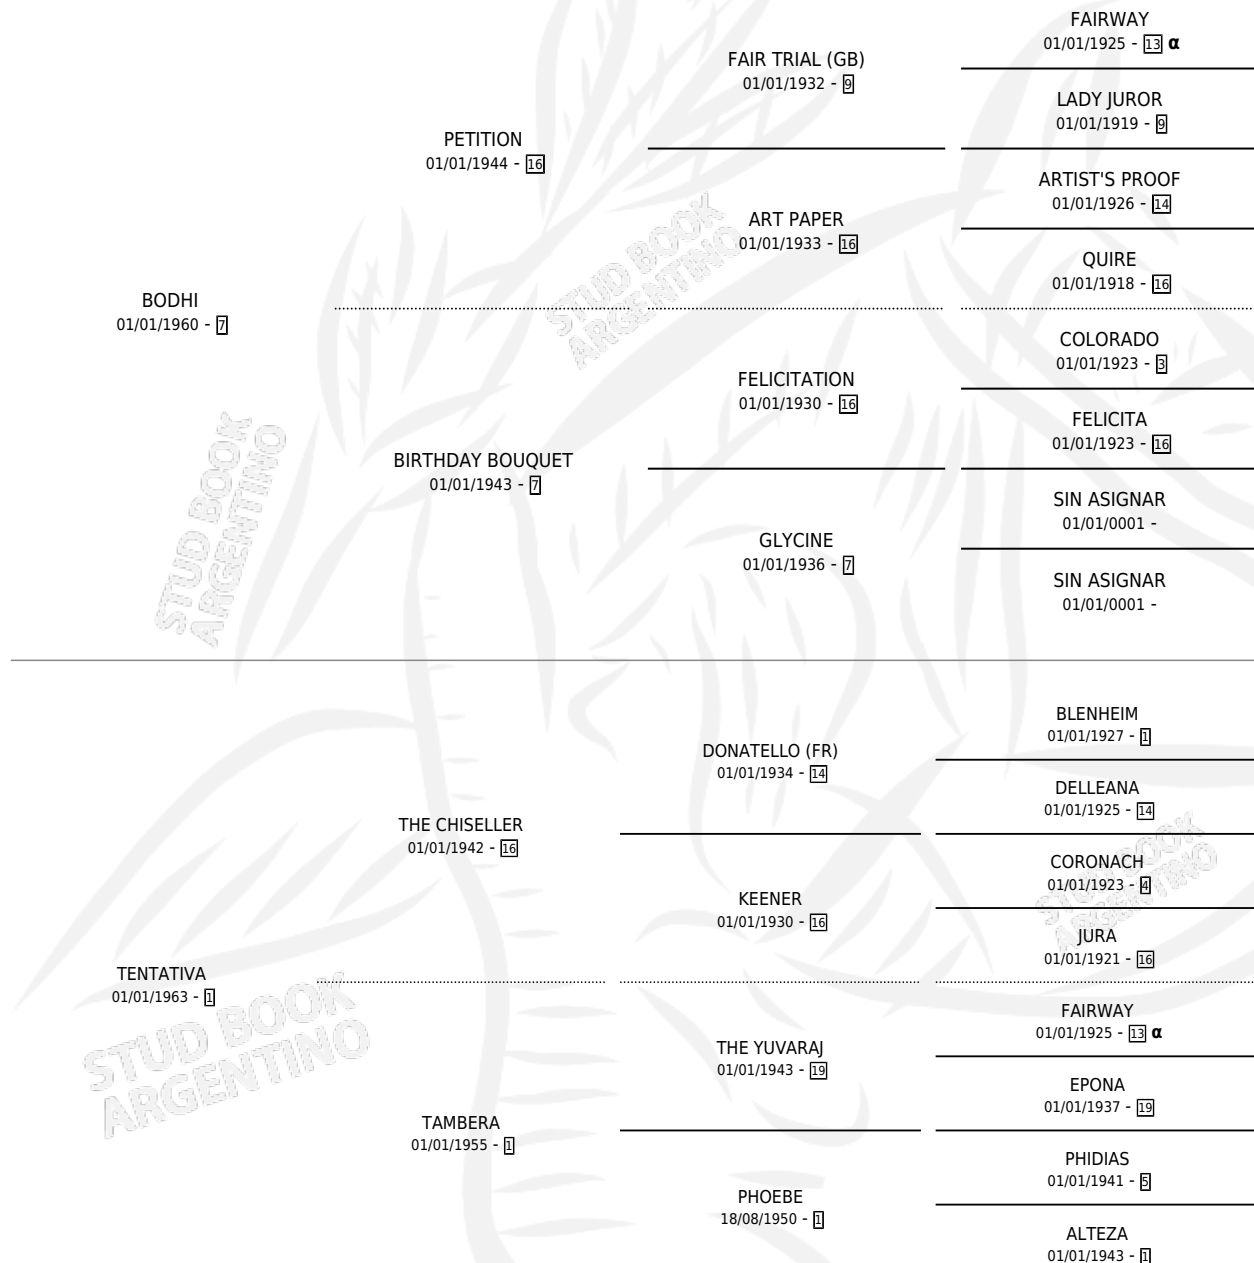 FAIRWAY
01/01/1925 - 13 α
FAIR TRIAL (GB)
01/01/1932 - 9
LADY JUROR
01/01/1919 - 9
PETITION
01/01/1944 - 16
ARTIST'S PROOF
01/01/1926 - 14
ART PAPER
01/01/1933 - 16
QUIRE
01/01/1918 - 16
BODHI
01/01/1960 - 7
COLORADO
01/01/1923 - 3
FELICITATION
01/01/1930 - 16
FELICITA
01/01/1923 - 16
BIRTHDAY BOUQUET
01/01/1943 - 7
SIN ASIGNAR
01/01/0001 -
GLYCINE
01/01/1936 - 7
SIN ASIGNAR
01/01/0001 -
BLENHEIM
01/01/1927 - 1
DONATELLO (FR)
01/01/1934 - 14
DELLEANA
01/01/1925 - 14
THE CHISELLER
01/01/1942 - 16
CORONACH
01/01/1923 - 4
KEENER
01/01/1930 - 16
JURA
01/01/1921 - 16
TENTATIVA
01/01/1963 - 1
FAIRWAY
01/01/1925 - 13 α
THE YUVARAJ
01/01/1943 - 19
EPONA
01/01/1937 - 19
TAMBERA
01/01/1955 - 1
PHIDIAS
01/01/1941 - 5
PHOEBE
18/08/1950 - 1
ALTEZA
01/01/1943 - 1
STUD BOOK
ARGENTINO
STUD BOOK
ARGENTINO
STUD BOOK
ARGENTINO
STUD BOOK
ARGENTINO